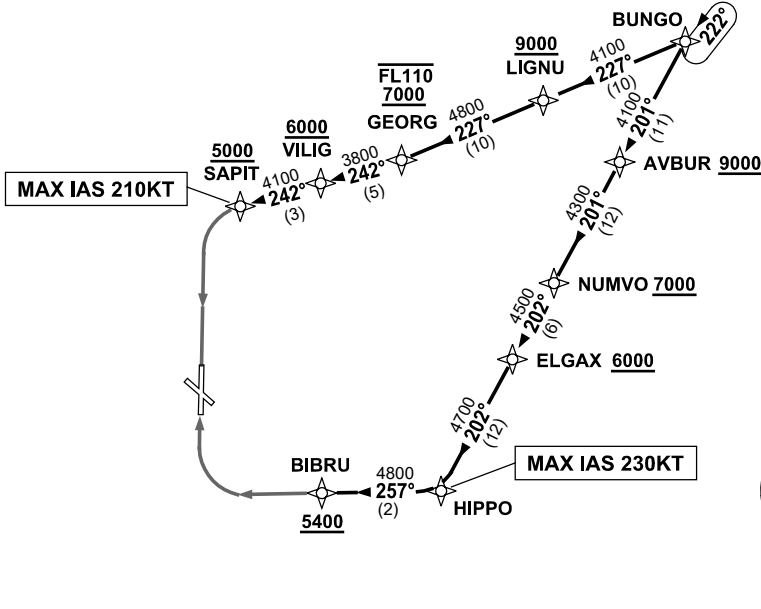 BUNGO
222°
4100
227°
(10)
9000
LIGNU
FL110
7000
GEORG
4800
227°
(10)
6000
VILIG
3800
242°
(5)
5000
SAPIT
4100
242°
(3)
MAX IAS 210KT
4100
201°
(11)
AVBUR 9000
4300
201°
(12)
NUMVO 7000
4500
202°
(6)
ELGAX 6000
4700
202°
(12)
MAX IAS 230KT
HIPPO
BIBRU
4800
257°
(2)
5400